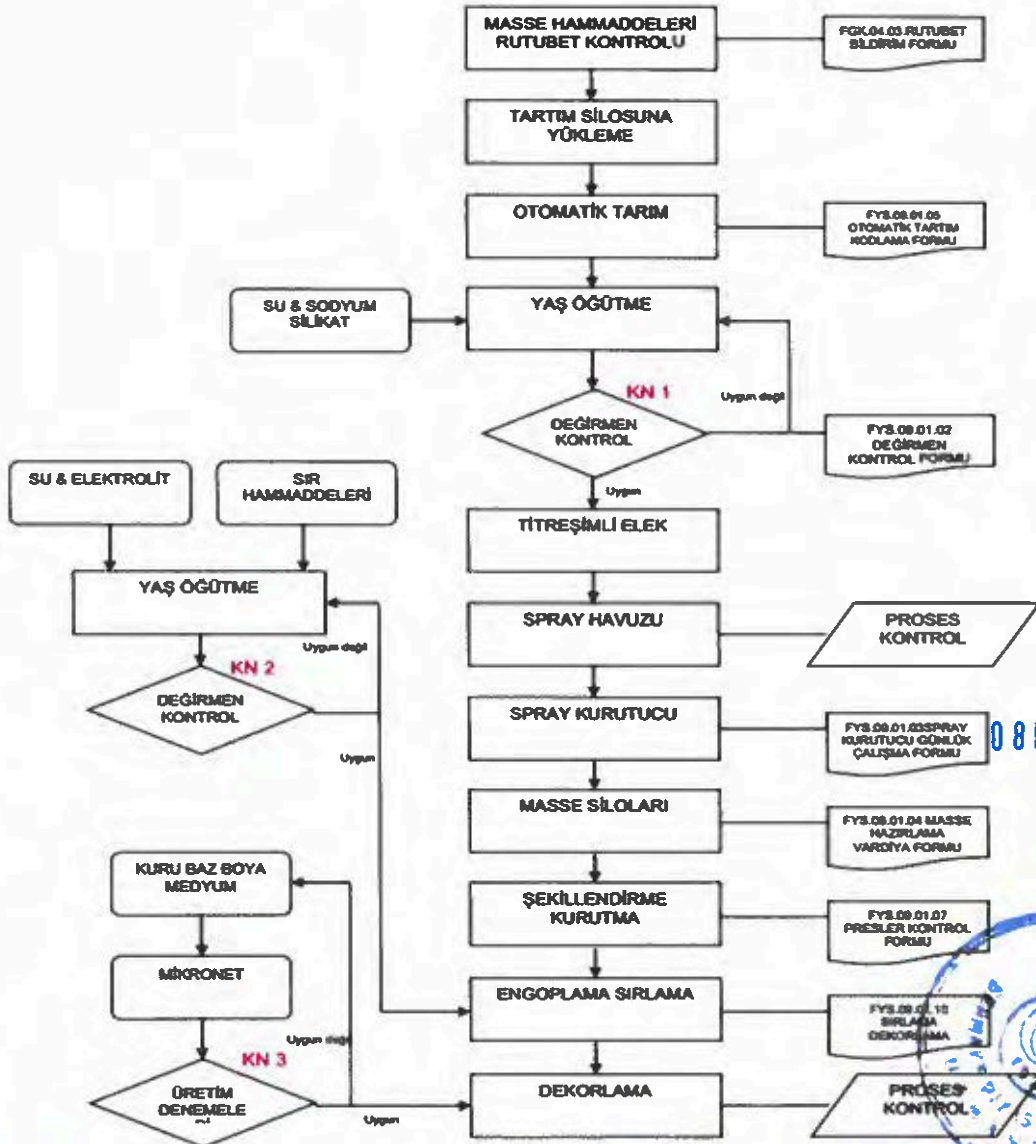 MASSE HAMMADDELERİ
RUTUBET KONTROLU
FGK.04.03.RUTUBET
BİLDİRİM FORMU
TARTIM SİLOSUNA
YÜKLEME
OTOMATİK TARIM
FYS.09.01.05
OTOMATİK TARTIM
KODLAMA FORMU
SU & SODYUM
SİLİKAT
YAŞ ÖĞÜTME
KN 1
Uygun değil
DEĞİRMEN
KONTROL
FYS.09.01.02
DEĞİRMEN
KONTROL FORMU
Uygun
SU & ELEKTROLİT
SIR
HAMMADDELERİ
TİTREŞİMLİ ELEK
YAŞ ÖĞÜTME
SPRAY HAVUZU
PROSES
KONTROL
Uygun değil
KN 2
DEĞİRMEN
KONTROL
SPRAY KURUTUCU
FYS.09.01.03SPRAY
KURUTUCU GÜNLÜK
ÇALIŞMA FORMU
08
Uygun
MASSE SİLOLARI
FYS.09.01.04 MASSE
HAZIRLAMA
VARDİYA FORMU
KURU BAZ BOYA
MEDYUM
ŞEKİLLENDİRME
KURUTMA
FYS.09.01.07
PRESLER KONTROL
FORMU
MİKRONET
ENGOPLAMA SIRLAMA
SIRLAMA
DEKORLAMA
Uygun değil
KN 3
ÜRETİM
DENEMELE
Uygun
DEKORLAMA
PROSES
KONTROL